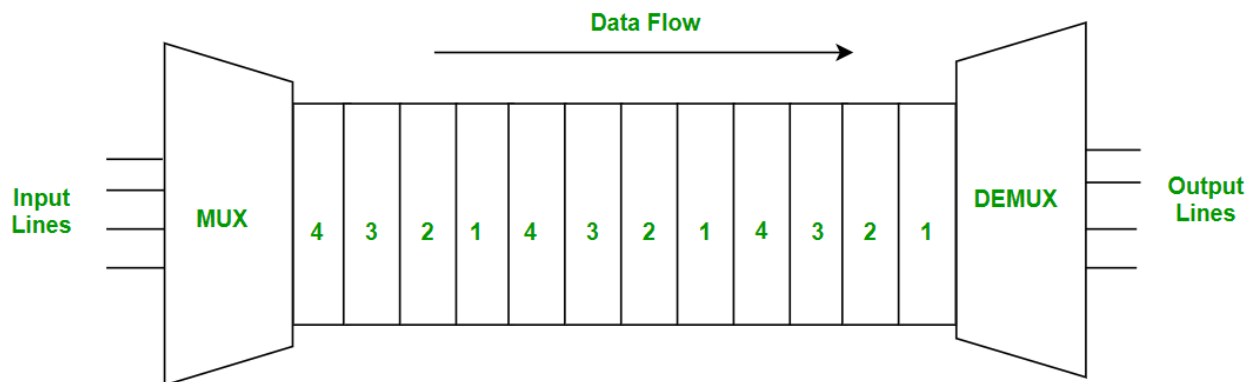 Data Flow
Input
Lines
MUX
4 3 2 1 4 3 2 1 4 3 2 1
DEMUX
Output
Lines